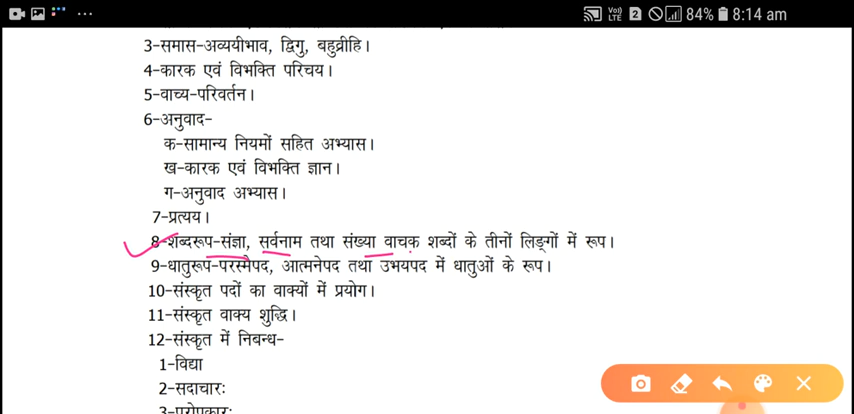 84% 8:14 am
3-समास-अव्ययीभाव, द्विगु, बहुव्रीहि।
4-कारक एवं विभक्ति परिचय।
5-वाच्य-परिवर्तन।
6-अनुवाद-
क-सामान्य नियमों सहित अभ्यास।
ख-कारक एवं विभक्ति ज्ञान।
ग-अनुवाद अभ्यास।
7-प्रत्यय।
8-शब्दरूप-संज्ञा, सर्वनाम तथा संख्या वाचक शब्दों के तीनों लिङ्गों में रूप।
9-धातुरूप-परस्मैपद, आत्मनेपद तथा उभयपद में धातुओं के रूप।
10-संस्कृत पदों का वाक्यों में प्रयोग।
11-संस्कृत वाक्य शुद्धि।
12-संस्कृत में निबन्ध-
1-विद्या
2-सदाचारः
3-परोपकारः